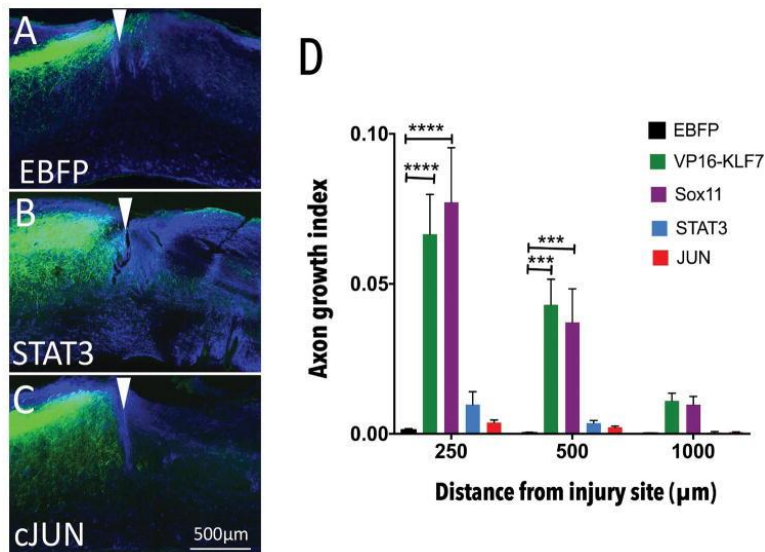 A
EBFP
B
STAT3
C
cJUN
500µm
D
EBFP
VP16-KLF7
Sox11
STAT3
JUN
****
****
***
***
0.10
0.05
0.00
Axon growth index
250 500 1000
Distance from injury site (µm)